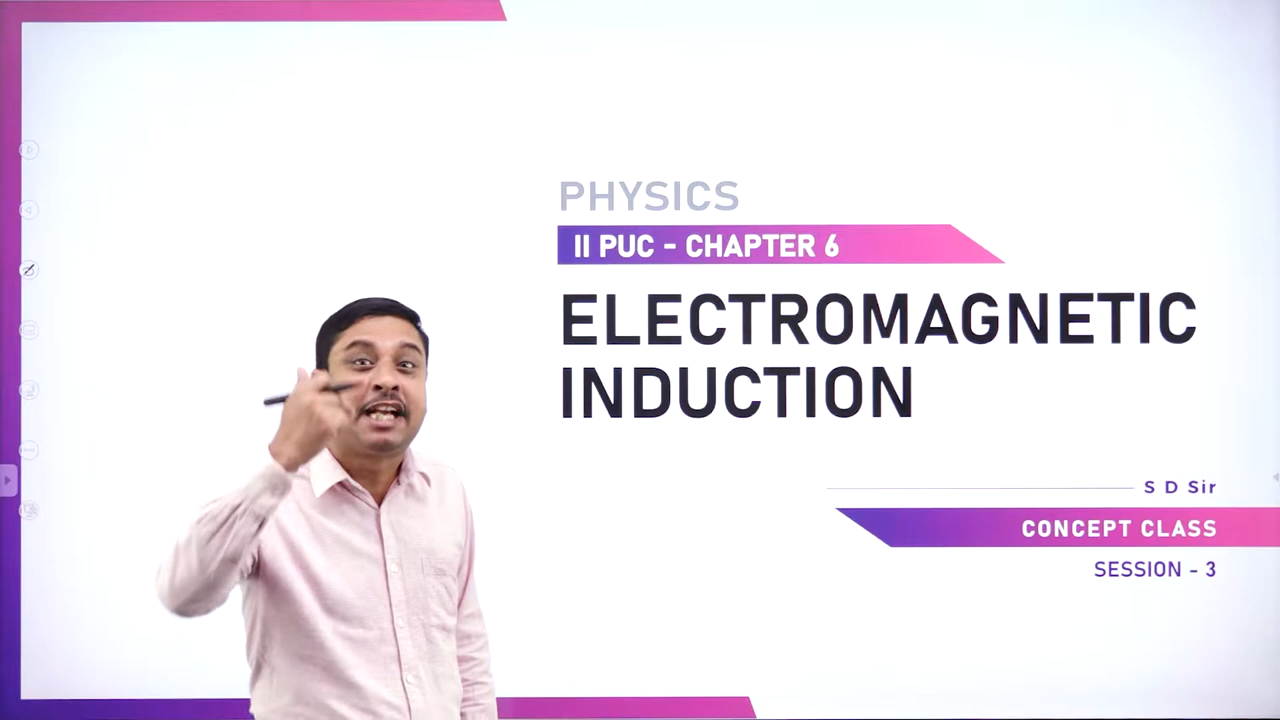 PHYSICS
II PUC - CHAPTER 6
ELECTROMAGNETIC
INDUCTION
S D Sir
CONCEPT CLASS
SESSION - 3